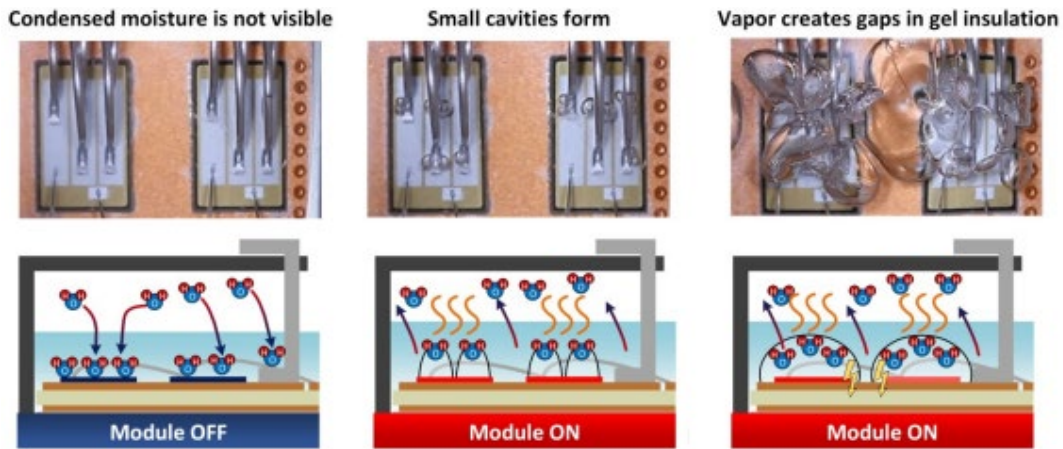 Condensed moisture is not visible
Small cavities form
Vapor creates gaps in gel insulation
H H O H H O H H O H H O
H H O H H O H H O H H O H H O H H O
Module OFF
H H O H H O H H O H H O
H H O H H O H H O H H O
Module ON
H H O H H O H H O H H O
H H O H H O H H O H H O H H O
Module ON